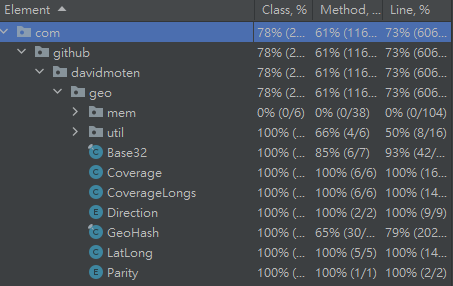 Element Class, % Method, ... Line, %
com 78% (2... 61% (116... 73% (606...
github 78% (2... 61% (116... 73% (606...
davidmoten 78% (2... 61% (116... 73% (606...
geo 78% (2... 61% (116... 73% (606...
mem 0% (0/6) 0% (0/38) 0% (0/104)
util 100% (... 66% (4/6) 50% (8/16)
C Base32 100% (... 85% (6/7) 93% (42/...
C Coverage 100% (... 100% (6/6) 100% (16...
C CoverageLongs 100% (... 100% (6/6) 100% (14...
E Direction 100% (... 100% (2/2) 100% (9/9)
C GeoHash 100% (... 65% (30/... 79% (202...
C LatLong 100% (... 100% (5/5) 100% (14...
E Parity 100% (... 100% (1/1) 100% (2/2)